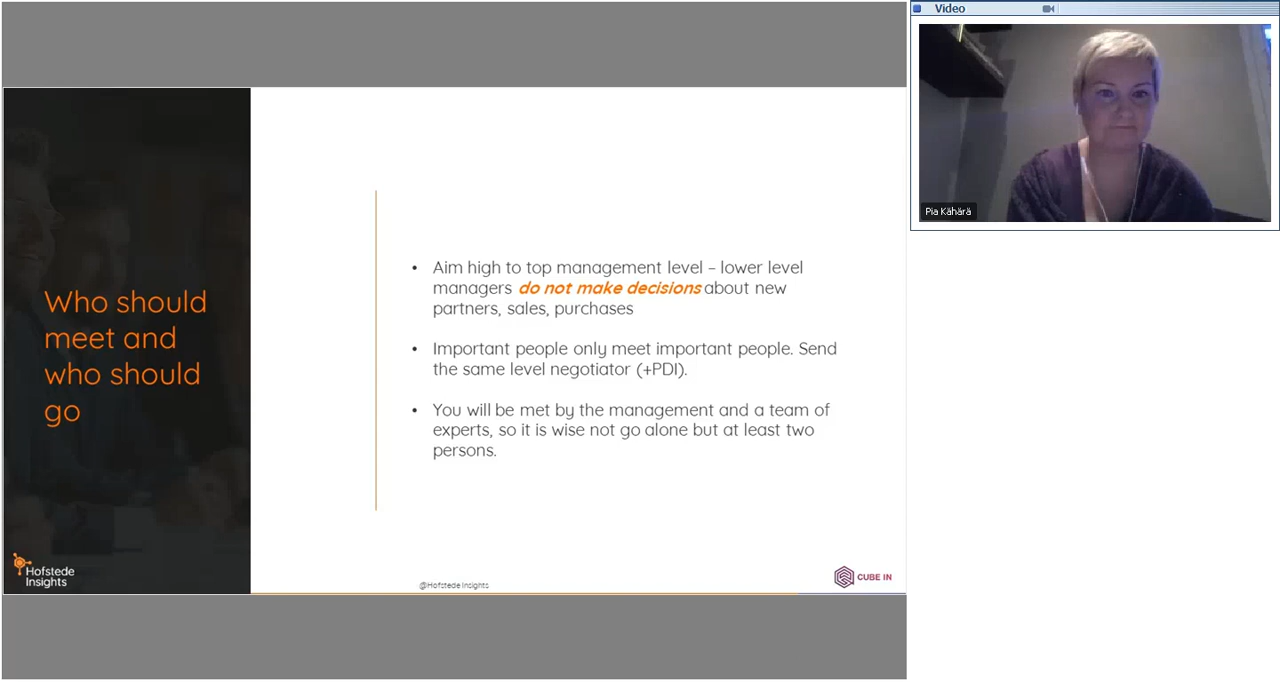 Video
Pia Kähärä
Who should
meet and
who should
go
• Aim high to top management level – lower level
managers do not make decisions about new
partners, sales, purchases
• Important people only meet important people. Send
the same level negotiator (+PDI).
• You will be met by the management and a team of
experts, so it is wise not go alone but at least two
persons.
Hofstede
Insights
@Hofstede Insights
CUBE IN